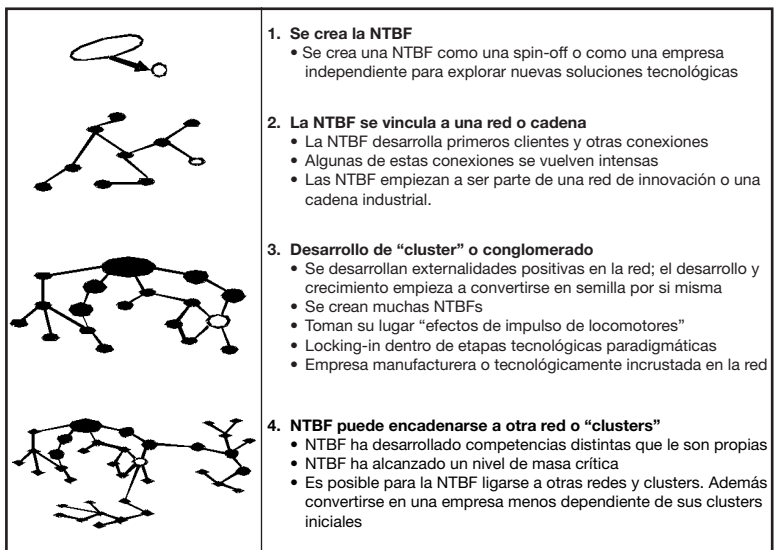 1. Se crea la NTBF
• Se crea una NTBF como una spin-off o como una empresa
independiente para explorar nuevas soluciones tecnológicas
2. La NTBF se vincula a una red o cadena
• La NTBF desarrolla primeros clientes y otras conexiones
• Algunas de estas conexiones se vuelven intensas
• Las NTBF empiezan a ser parte de una red de innovación o una
cadena industrial.
3. Desarrollo de “cluster” o conglomerado
• Se desarrollan externalidades positivas en la red; el desarrollo y
crecimiento empieza a convertirse en semilla por si misma
• Se crean muchas NTBFs
• Toman su lugar “efectos de impulso de locomotores”
• Locking-in dentro de etapas tecnológicas paradigmáticas
• Empresa manufacturera o tecnológicamente incrustada en la red
4. NTBF puede encadenarse a otra red o “clusters”
• NTBF ha desarrollado competencias distintas que le son propias
• NTBF ha alcanzado un nivel de masa crítica
• Es posible para la NTBF ligarse a otras redes y clusters. Además
convertirse en una empresa menos dependiente de sus clusters
iniciales